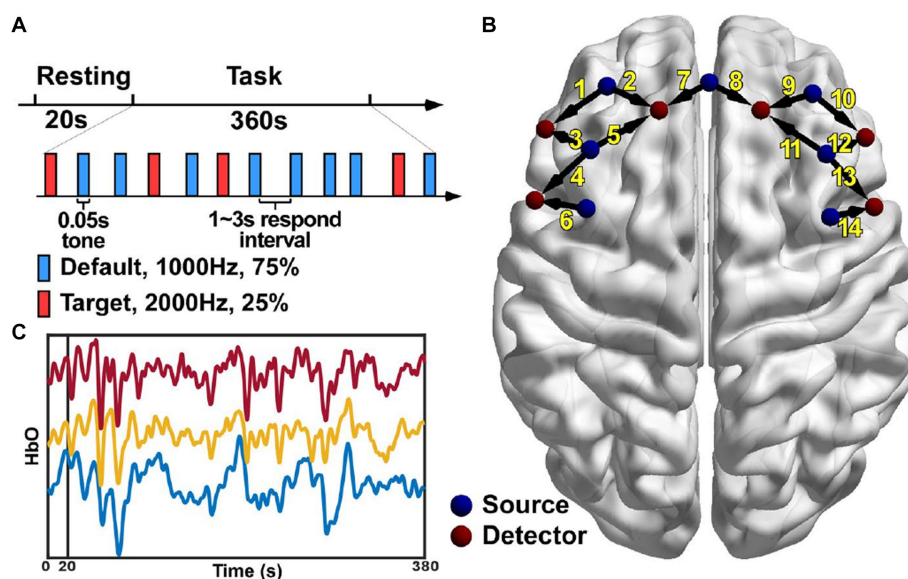 A
Resting Task
20s 360s
0.05s
tone
1~3s respond
interval
Default, 1000Hz, 75%
Target, 2000Hz, 25%
B
1 2 7 8 9 10
3 5 11 12
4 13
6 14
Source
Detector
C
HbO
0 20 Time (s) 380